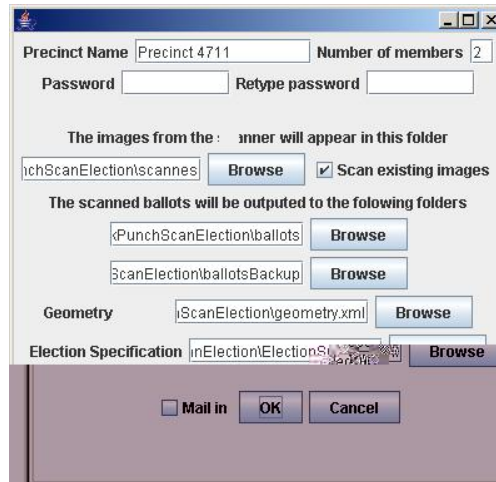 Precinct Name Precinct 4711 Number of members 2
Password Retype password
The images from the anner will appear in this folder
nchScanElection\scannes Browse Scan existing images
The scanned ballots will be outputed to the folowing folders
PunchScanElection\ballots Browse
ScanElection\ballotsBackup Browse
Geometry ScanElection\geometry.xml Browse
Election Specification nElection\ElectionS Browse
Mail in OK Cancel